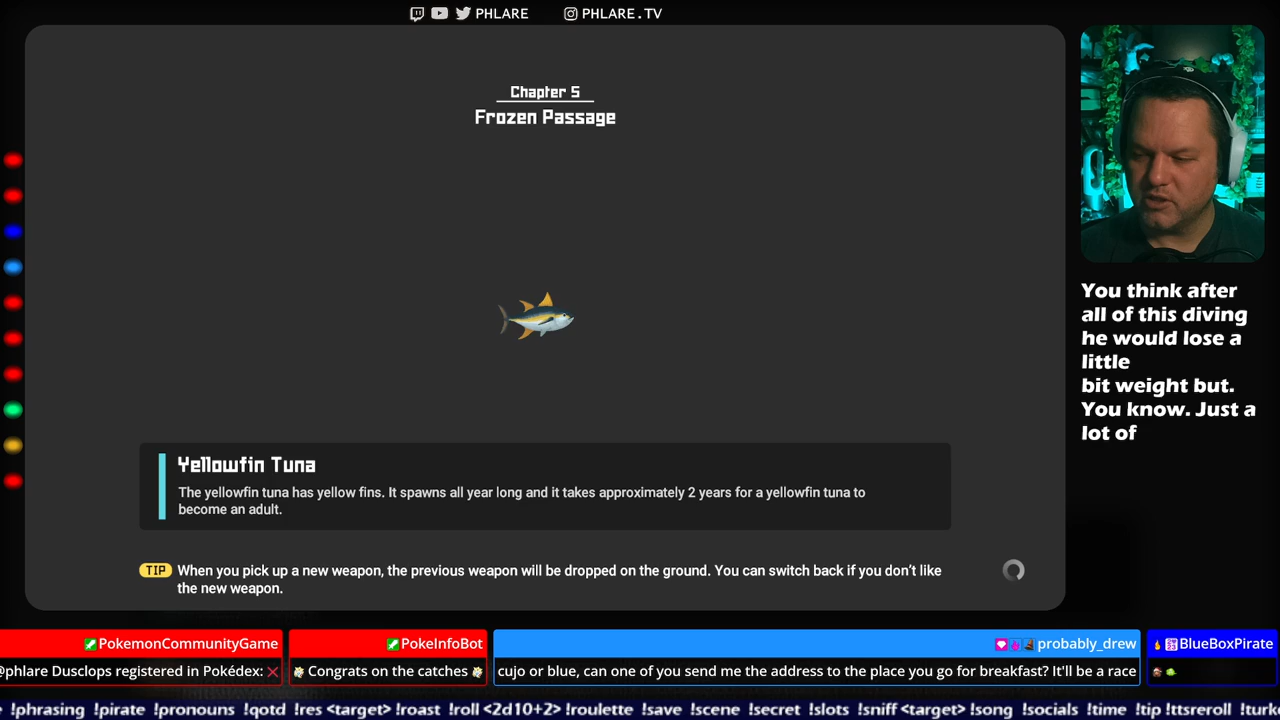 PHLARE PHLARE.TV
Chapter 5
Frozen Passage
You think after
all of this diving
he would lose a
little
bit weight but.
You know. Just a
lot of
Yellowfin Tuna
The yellowfin tuna has yellow fins. It spawns all year long and it takes approximately 2 years for a yellowfin tuna to
become an adult.
TIP When you pick up a new weapon, the previous weapon will be dropped on the ground. You can switch back if you don't like
the new weapon.
PokemonCommunityGame
@phlare Dusclops registered in Pokédex:
PokeInfoBot
Congrats on the catches
probably_drew
cujo or blue, can one of you send me the address to the place you go for breakfast? It'll be a race
BlueBoxPirate
!phrasing !pirate !pronouns !qotd !res <target> !roast !roll <2d10+2> !roulette !save !scene !secret !slots !sniff <target> !song !socials !time !tip !ttsreroll